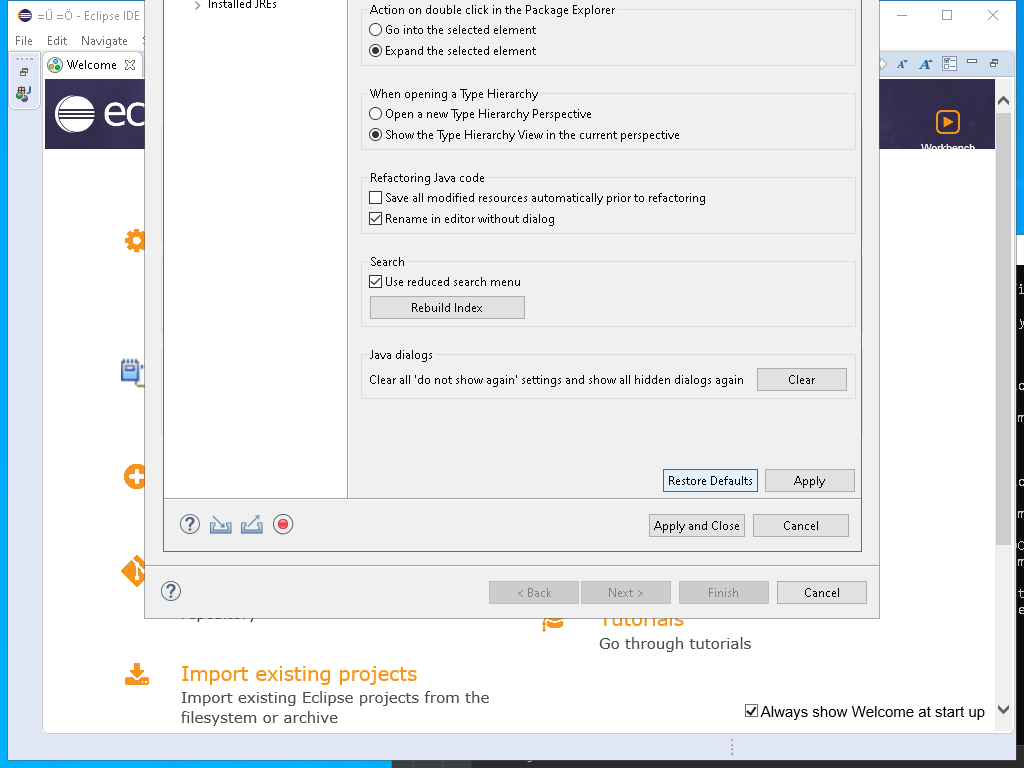 Installed JREs
=Ü =Ö - Eclipse IDE
File Edit Navigate
Welcome
Action on double click in the Package Explorer
Go into the selected element
Expand the selected element
When opening a Type Hierarchy
Open a new Type Hierarchy Perspective
Show the Type Hierarchy View in the current perspective
Workbench
Refactoring Java code
Save all modified resources automatically prior to refactoring
Rename in editor without dialog
Search
Use reduced search menu
Rebuild Index
Java dialogs
Clear all 'do not show again' settings and show all hidden dialogs again
Clear
Restore Defaults Apply
Apply and Close Cancel
< Back Next > Finish Cancel
Tutorials
Go through tutorials
Import existing projects
Import existing Eclipse projects from the
filesystem or archive
Always show Welcome at start up